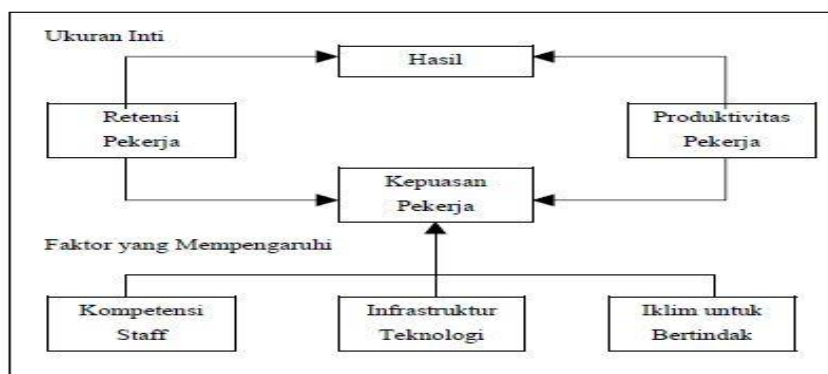 Ukuran Inti
Hasil
Retensi
Pekerja
Produktivitas
Pekerja
Kepuasan
Pekerja
Faktor yang Mempengaruhi
Kompetensi
Staff
Infrastruktur
Teknologi
Iklim untuk
Bertindak